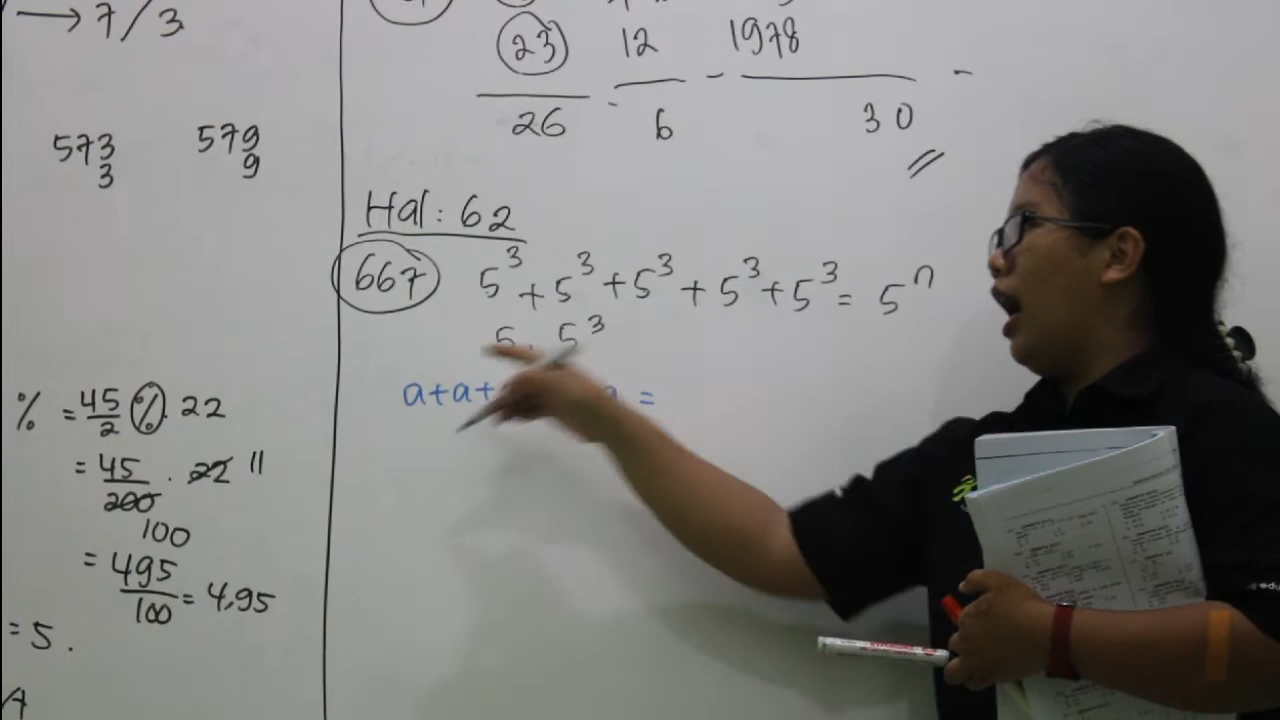 → 7 / 3
573
3
579
9
% = 45/2 % . 22
= 45/200 . 22 11
100
= 495/100 = 4,95
= 5 .
A
23 12 1978
26 6 30
Hal : 62
667 5³ + 5³ + 5³ + 5³ + 5³ = 5ⁿ
5 . 5³
a+a+ =